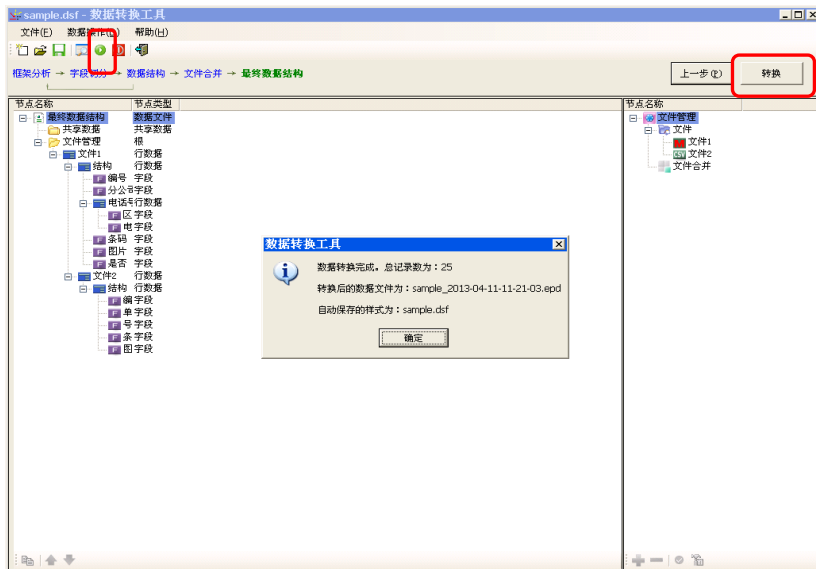 sample.dsf - 数据转换工具
文件(F) 数据操作(D) 帮助(H)
框架分析 → 字段划分 → 数据结构 → 文件合并 → 最终数据结构
上一步(P) 转换
节点名称 节点类型
最终数据结构 数据文件
共享数据 共享数据
文件管理 根
文件1 行数据
结构 行数据
编号 字段
分公司 字段
电话号 行数据
区 字段
电 字段
条码 字段
图片 字段
是否 字段
文件2 行数据
结构 行数据
编 字段
单 字段
号 字段
条 字段
图 字段
数据转换工具
数据转换完成。总记录数为：25
转换后的数据文件为：sample_2013-04-11-11-21-03.epd
自动保存的样式为：sample.dsf
确定
节点名称
文件管理
文件
文件1
CSV 文件2
文件合并